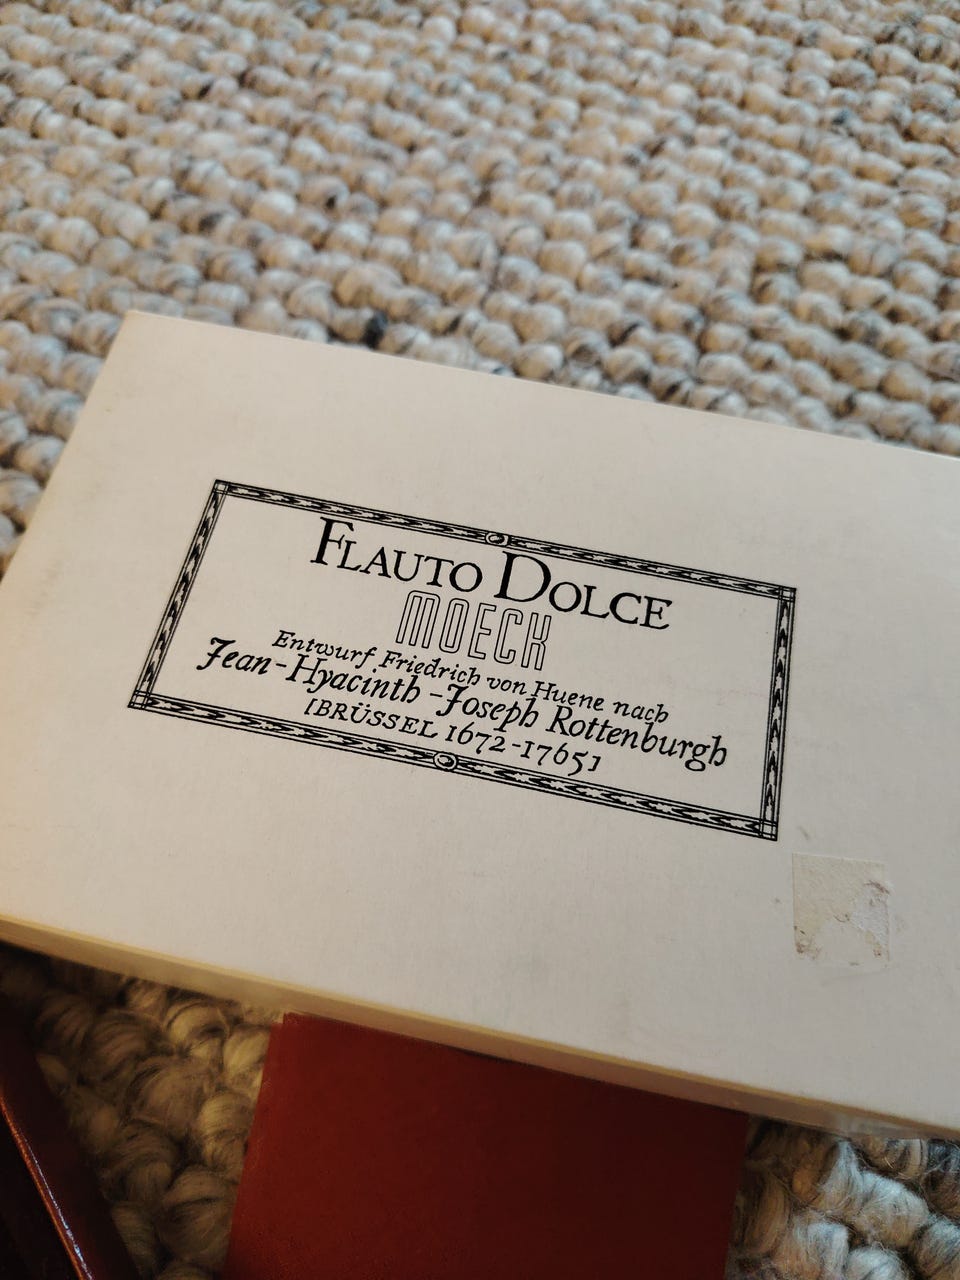 FLAUTO DOLCE
MOECK
Entwurf Friedrich von Huene nach
Jean-Hyacinth-Joseph Rottenburgh
[BRÜSSEL 1672-1765]